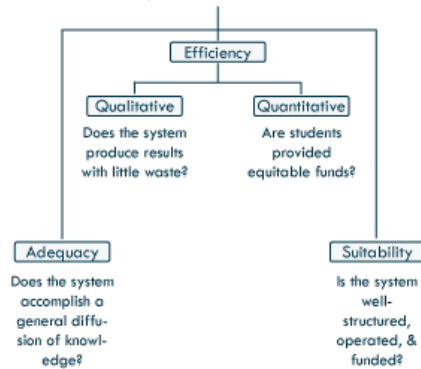 Efficiency
Qualitative
Does the system
produce results
with little waste?
Quantitative
Are students
provided
equitable funds?
Adequacy
Does the system
accomplish a
general diffu-
sion of knowl-
edge?
Suitability
Is the system
well-
structured,
operated, &
funded?